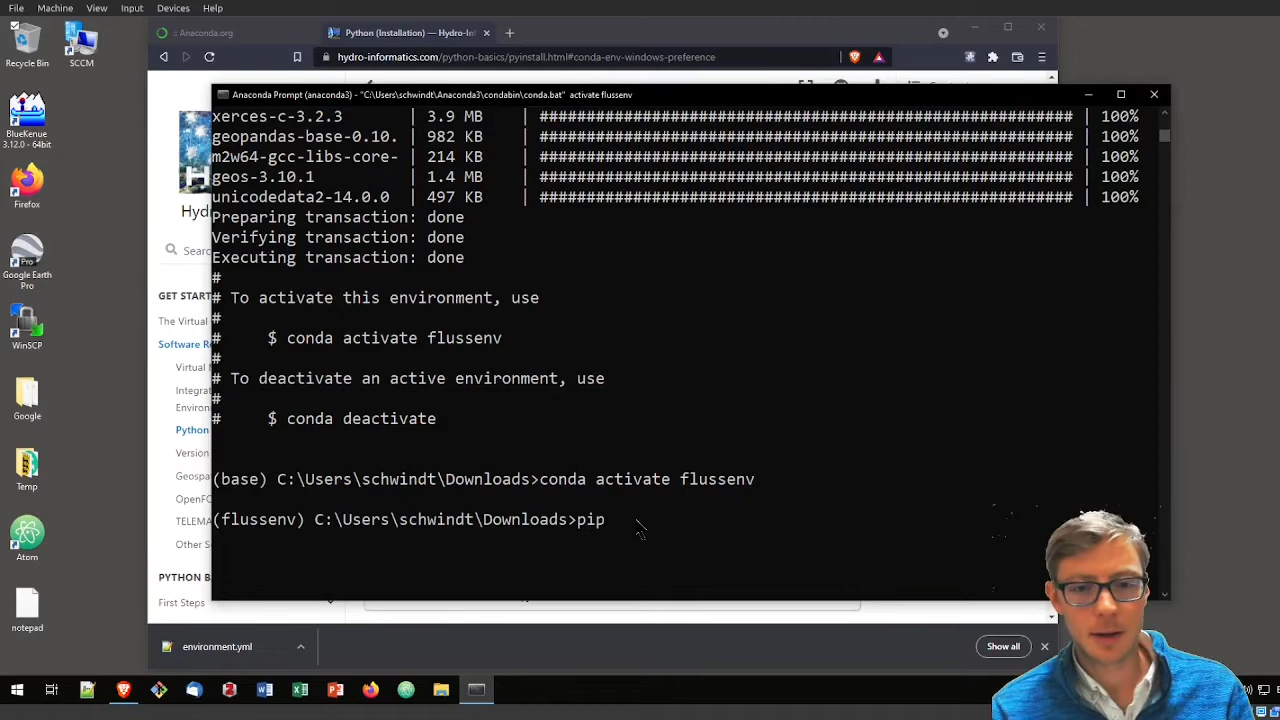 File Machine View Input Devices Help
Anaconda.org
Python (Installation) — Hydro-Inf
hydro-informatics.com/python-basics/pyinstall.html#conda-env-windows-preference
Anaconda Prompt (anaconda3) - "C:\Users\schwindt\Anaconda3\condabin\conda.bat" activate flussenv
xerces-c-3.2.3 | 3.9 MB | ######################################################### | 100%
geopandas-base-0.10. | 982 KB | ######################################################### | 100%
m2w64-gcc-libs-core- | 214 KB | ######################################################### | 100%
geos-3.10.1 | 1.4 MB | ######################################################### | 100%
unicodedata2-14.0.0 | 497 KB | ######################################################### | 100%
Preparing transaction: done
Verifying transaction: done
Executing transaction: done
#
# To activate this environment, use
#
# $ conda activate flussenv
#
# To deactivate an active environment, use
#
# $ conda deactivate
(base) C:\Users\schwindt\Downloads>conda activate flussenv
(flussenv) C:\Users\schwindt\Downloads>pip
Recycle Bin
SCCM
BlueKenue
3.12.0 - 64bit
Firefox
Pro
Google Earth
Pro
WinSCP
Google
Temp
Atom
notepad
H
Hyd
Searc
GET START
The Virtual
Software R
Virtual M
Integrat
Environ
Python
Version
Geospa
OpenFO
TELEMA
Other S
PYTHON B
First Steps
environment.yml
Show all